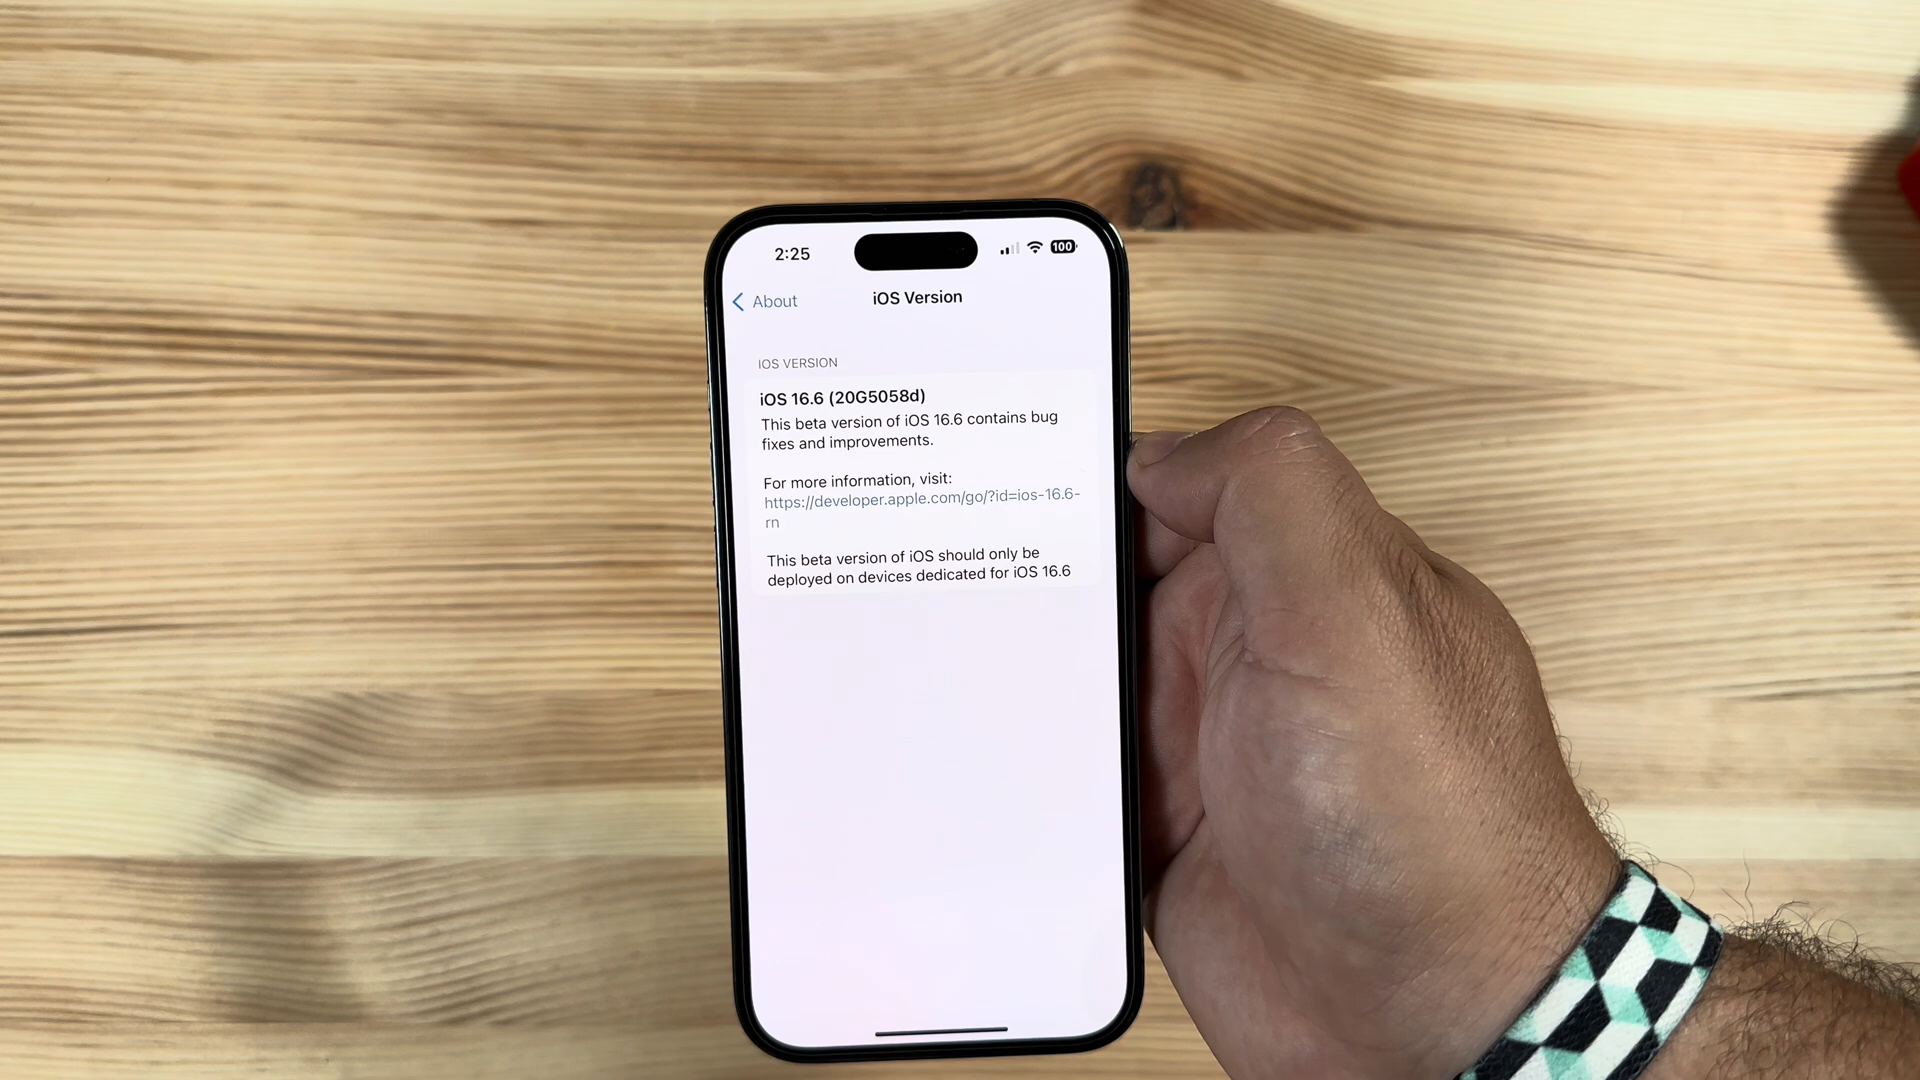 2:25
100
About
iOS Version
IOS VERSION
iOS 16.6 (20G5058d)
This beta version of iOS 16.6 contains bug
fixes and improvements.
For more information, visit:
https://developer.apple.com/go/?id=ios-16.6-
rn
This beta version of iOS should only be
deployed on devices dedicated for iOS 16.6